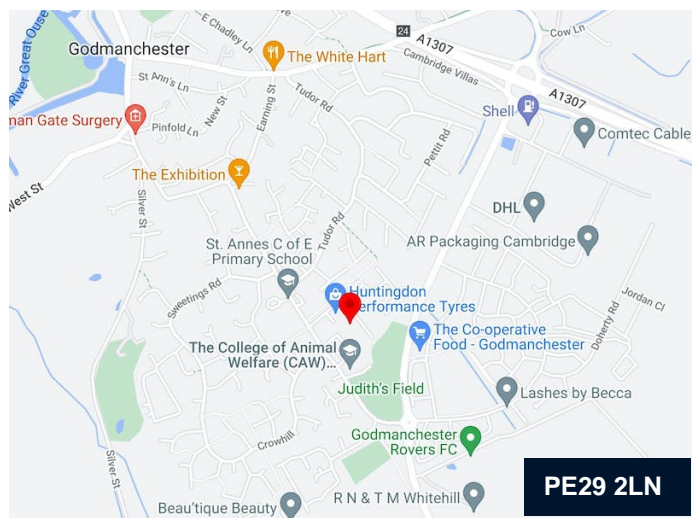 Godmanchester
River Great Ouse
E Chadley Ln
The White Hart
24
A1307
Cow Ln
Cambridge Villas
A1307
St Ann's Ln
New St
Earning St
Tudor Rd
Shell
man Gate Surgery
Pinfold Ln
Pettit Rd
Comtec Cable
West St
The Exhibition
Silver St
DHL
Tudor Rd
St. Annes C of E
Primary School
AR Packaging Cambridge
Sweetings Rd
Huntingdon
erformance Tyres
Jordan Cl
Doherty Rd
The Co-operative
Food - Godmanchester
The College of Animal
Welfare (CAW)...
Judith's Field
Lashes by Becca
Crowhill
Godmanchester
Rovers FC
Silver St
R N & T M Whitehill
Beau'tique Beauty
PE29 2LN